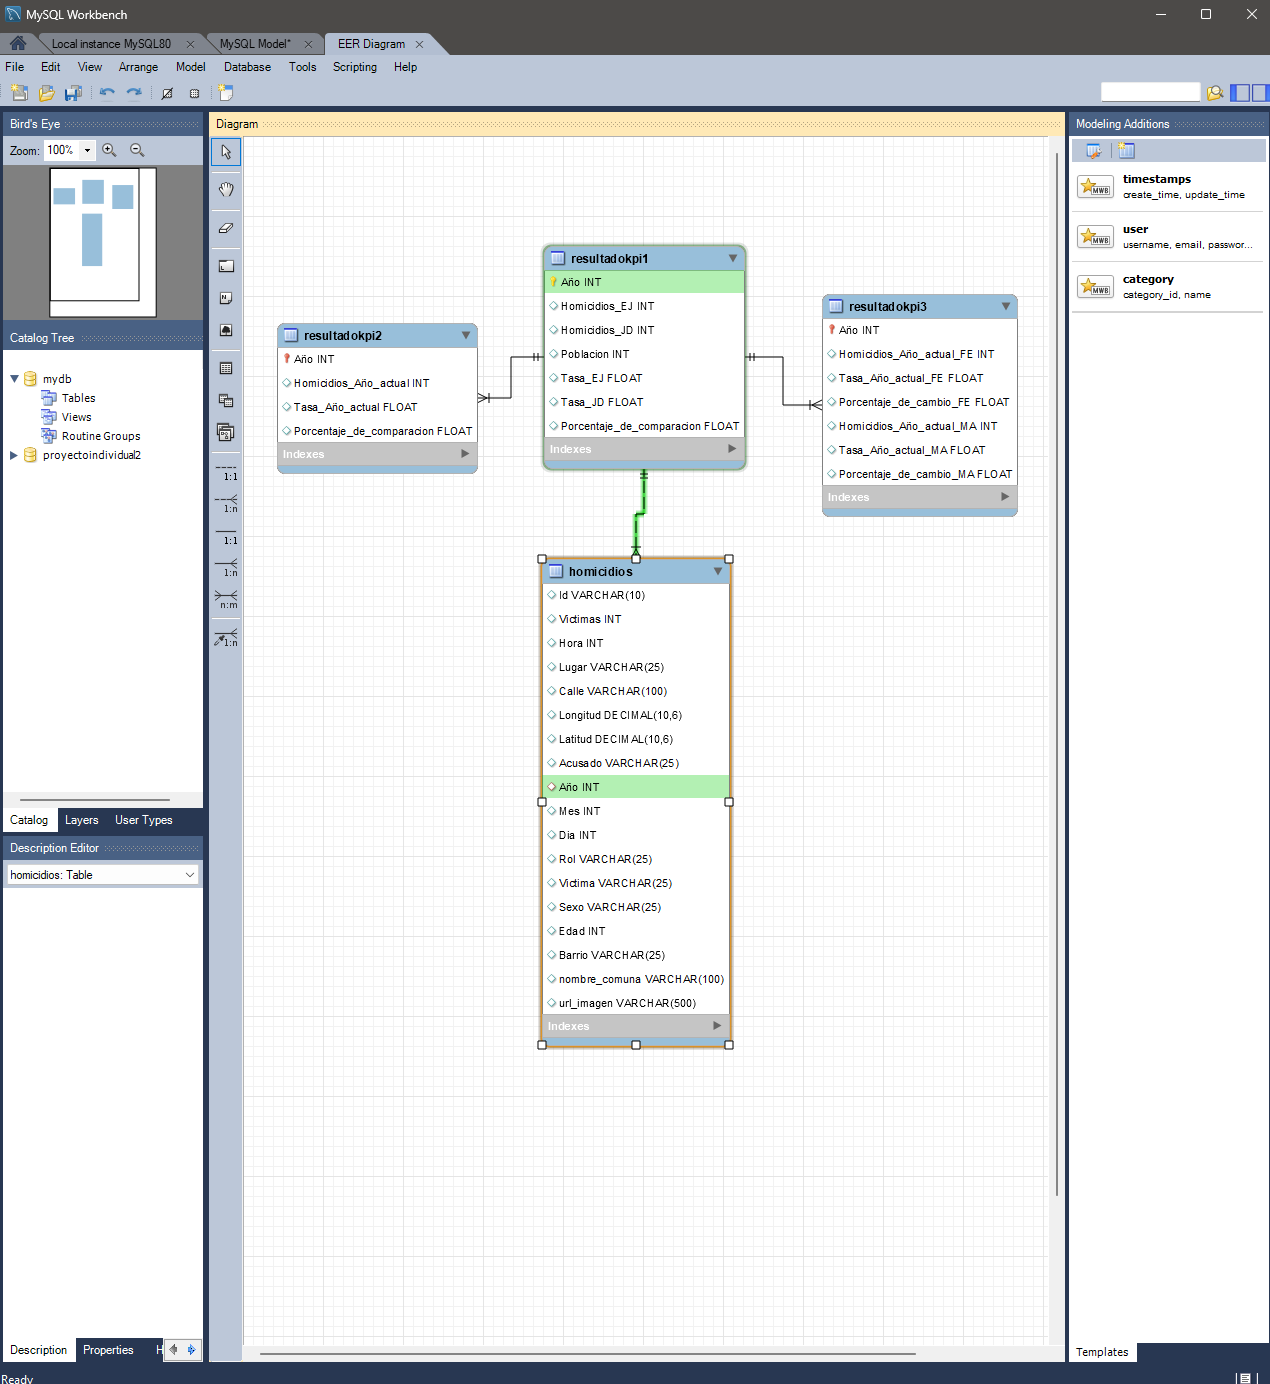 MySQL Workbench
Local instance MySQL80
MySQL Model*
EER Diagram
File Edit View Arrange Model Database Tools Scripting Help
Bird's Eye
Zoom: 100%
Catalog Tree
mydb
Tables
Views
Routine Groups
proyectoindividual2
Catalog Layers User Types
Description Editor
homicidios: Table
Description Properties H
Ready
Diagram
1:1
1:n
1:1
1:n
n:m
1:n
resultadokpi2
Año INT
Homicidios_Año_actual INT
Tasa_Año_actual FLOAT
Porcentaje_de_comparacion FLOAT
Indexes
resultadokpi1
Año INT
Homicidios_EJ INT
Homicidios_JD INT
Poblacion INT
Tasa_EJ FLOAT
Tasa_JD FLOAT
Porcentaje_de_comparacion FLOAT
Indexes
resultadokpi3
Año INT
Homicidios_Año_actual_FE INT
Tasa_Año_actual_FE FLOAT
Porcentaje_de_cambio_FE FLOAT
Homicidios_Año_actual_MA INT
Tasa_Año_actual_MA FLOAT
Porcentaje_de_cambio_MA FLOAT
Indexes
homicidios
Id VARCHAR(10)
Victimas INT
Hora INT
Lugar VARCHAR(25)
Calle VARCHAR(100)
Longitud DECIMAL(10,6)
Latitud DECIMAL(10,6)
Acusado VARCHAR(25)
Año INT
Mes INT
Dia INT
Rol VARCHAR(25)
Victima VARCHAR(25)
Sexo VARCHAR(25)
Edad INT
Barrio VARCHAR(25)
nombre_comuna VARCHAR(100)
url_imagen VARCHAR(500)
Indexes
Modeling Additions
MWB
timestamps
create_time, update_time
MWB
user
username, email, passwor...
MWB
category
category_id, name
Templates